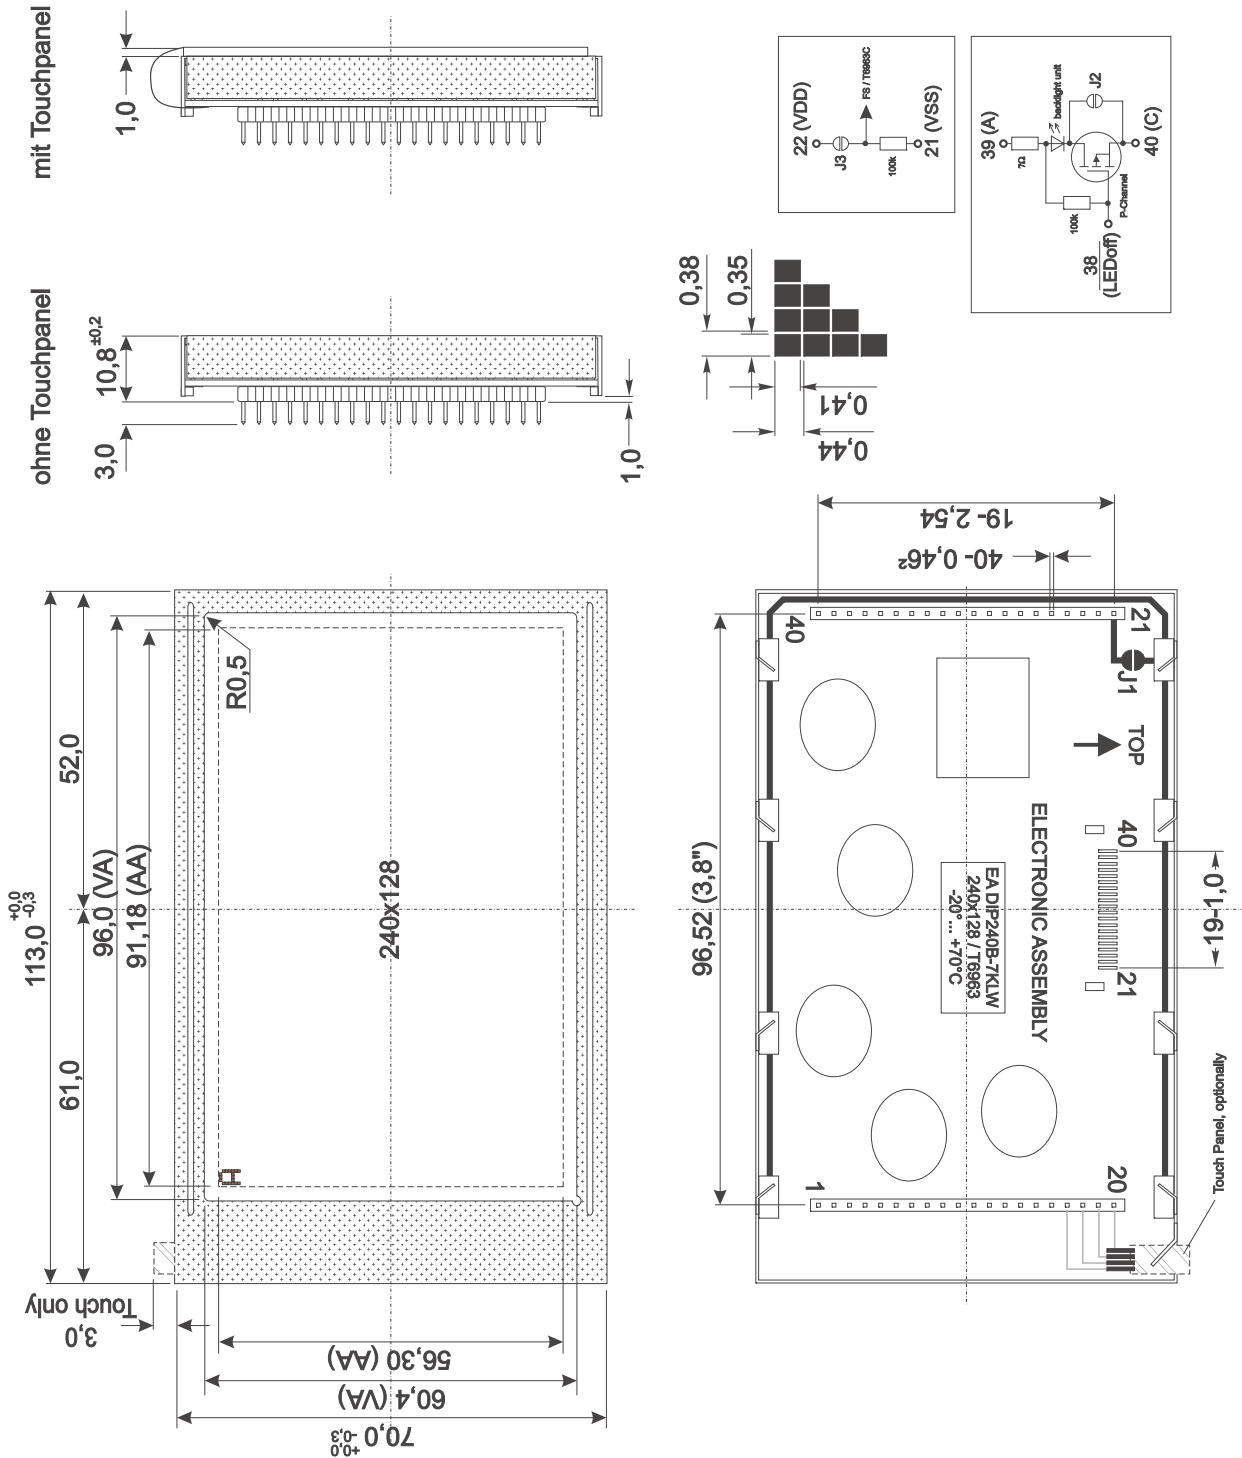 mit Touchpanel
1,0
ohne Touchpanel
10,8 ±0,2
3,0
1,0
22 (VDD)
J3
FS / T6963C
100k
21 (VSS)
39 (A)
7Ω
backlight unit
J2
40 (C)
100k
P-Channel
38
(LEDoff)
0,38
0,35
0,41
0,44
113,0 +0,0 -0,3
52,0
61,0
96,0 (VA)
91,18 (AA)
R0,5
240x128
Touch only
3,0
56,30 (AA)
60,4 (VA)
70,0 +0,0 -0,3
19- 2,54
40- 0,46²
40
21
J1
TOP
96,52 (3,8")
ELECTRONIC ASSEMBLY
EA DIP240B-7KLW
240x128 / T6963
-20° ... +70°C
40
21
19-1,0
1
20
Touch Panel, optionally